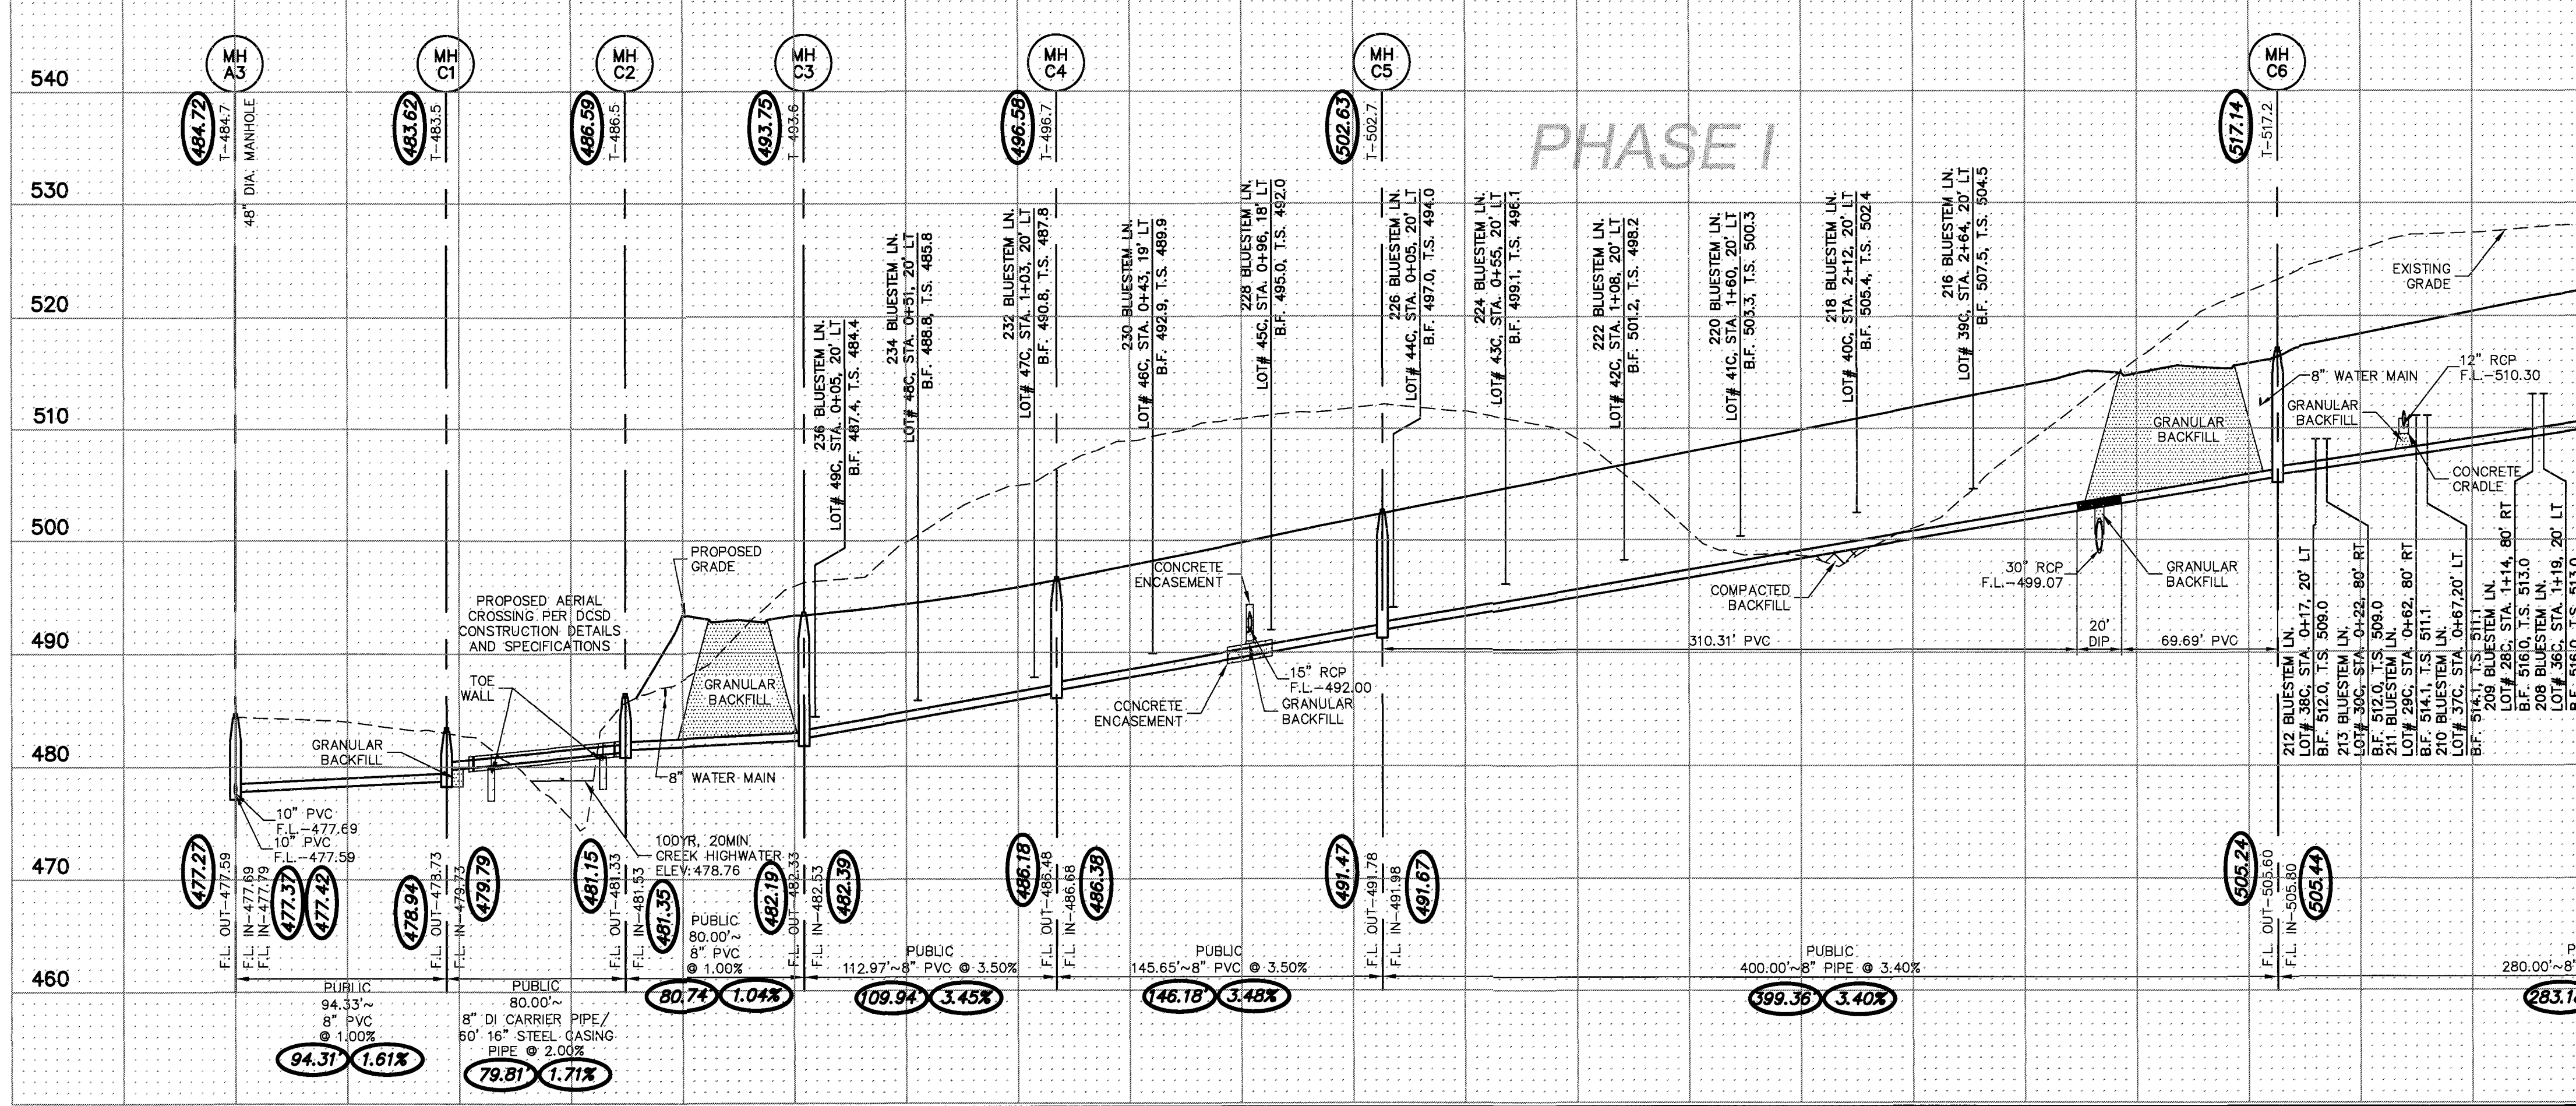 MH
A3
MH
C1
MH
C2
MH
C3
MH
C4
MH
C5
MH
C6
540
530
520
510
500
490
480
470
460
484.72
T-484.7
48" DIA. MANHOLE
483.62
T-483.5
486.59
T-486.5
493.75
T-493.6
496.58
T-496.7
502.63
T-502.7
517.14
T-517.2
PHASE I
236 BLUESTEM LN.
LOT# 49C, STA. 0+05, 20' LT
B.F. 487.4, T.S. 484.4
234 BLUESTEM LN.
LOT# 48C, STA. 0+51, 20' LT
B.F. 488.8, T.S. 485.8
232 BLUESTEM LN.
LOT# 47C, STA. 1+03, 20' LT
B.F. 490.8, T.S. 487.8
230 BLUESTEM LN.
LOT# 46C, STA. 0+43, 19' LT
B.F. 492.9, T.S. 489.9
228 BLUESTEM LN.
LOT# 45C, STA. 0+96, 18' LT
B.F. 495.0, T.S. 492.0
226 BLUESTEM LN.
LOT# 44C, STA. 0+05, 20' LT
B.F. 497.0, T.S. 494.0
224 BLUESTEM LN.
LOT# 43C, STA. 0+55, 20' LT
B.F. 499.1, T.S. 496.1
222 BLUESTEM LN.
LOT# 42C, STA. 1+08, 20' LT
B.F. 501.2, T.S. 498.2
220 BLUESTEM LN.
LOT# 41C, STA. 1+60, 20' LT
B.F. 503.3, T.S. 500.3
218 BLUESTEM LN.
LOT# 40C, STA. 2+12, 20' LT
B.F. 505.4, T.S. 502.4
216 BLUESTEM LN.
LOT# 39C, STA. 2+64, 20' LT
B.F. 507.5, T.S. 504.5
EXISTING
GRADE
12" RCP
F.L.-510.30
8" WATER MAIN
GRANULAR
BACKFILL
GRANULAR
BACKFILL
CONCRETE
CRADLE
PROPOSED
GRADE
PROPOSED AERIAL
CROSSING PER DCSD
CONSTRUCTION DETAILS
AND SPECIFICATIONS
TOE
WALL
GRANULAR
BACKFILL
GRANULAR
BACKFILL
8" WATER MAIN
CONCRETE
ENCASEMENT
CONCRETE
ENCASEMENT
15" RCP
F.L.-492.00
GRANULAR
BACKFILL
COMPACTED
BACKFILL
30" RCP
F.L.-499.07
GRANULAR
BACKFILL
310.31' PVC
20'
DIP
69.69' PVC
212 BLUESTEM LN.
LOT# 38C, STA. 0+17, 20' LT
B.F. 512.0, T.S. 509.0
213 BLUESTEM LN.
LOT# 30C, STA. 0+22, 80' RT
B.F. 512.0, T.S. 509.0
211 BLUESTEM LN.
LOT# 29C, STA. 0+62, 80' RT
B.F. 514.1, T.S. 511.1
210 BLUESTEM LN.
LOT# 37C, STA. 0+67,20' LT
B.F. 514.1, T.S. 511.1
209 BLUESTEM LN.
LOT# 28C, STA. 1+14, 80' RT
B.F. 516.0, T.S. 513.0
208 BLUESTEM LN.
LOT# 36C, STA. 1+19, 20' LT
B.F. 516.0, T.S. 513.0
10" PVC
F.L.-477.69
10" PVC
F.L.-477.59
100YR, 20MIN
CREEK HIGHWATER
ELEV: 478.76
477.27
F.L. OUT-477.59
F.L. IN-477.69
F.L. IN-477.79
477.37
477.42
478.94
F.L. OUT-478.73
F.L. IN-479.73
479.79
481.15
F.L. OUT-481.33
F.L. IN-481.53
481.35
482.19
F.L. OUT-482.33
F.L. IN-482.53
482.39
486.18
F.L. OUT-486.48
F.L. IN-486.68
486.38
491.47
F.L. OUT-491.78
F.L. IN-491.98
491.67
505.24
F.L. OUT-505.60
F.L. IN-505.80
505.44
PUBLIC
94.33'~
8" PVC
@ 1.00%
94.31' 1.61%
PUBLIC
80.00'~
8" DI CARRIER PIPE/
60' 16" STEEL CASING
PIPE @ 2.00%
79.81' 1.71%
PUBLIC
80.00'~
8" PVC
@ 1.00%
80.74' 1.04%
PUBLIC
112.97'~8" PVC @ 3.50%
109.94' 3.45%
PUBLIC
145.65'~8" PVC @ 3.50%
146.18' 3.48%
PUBLIC
400.00'~8" PIPE @ 3.40%
399.36' 3.40%
280.00'~8"